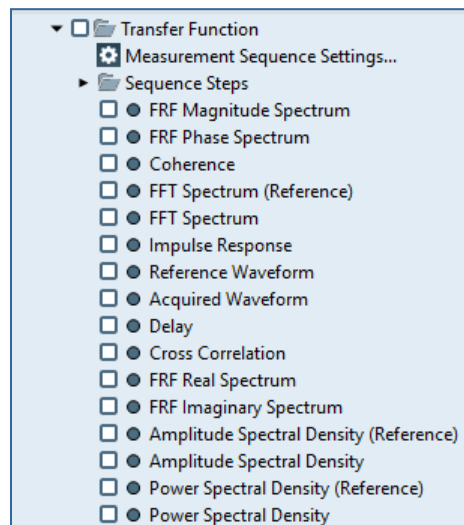 Transfer Function
Measurement Sequence Settings...
Sequence Steps
FRF Magnitude Spectrum
FRF Phase Spectrum
Coherence
FFT Spectrum (Reference)
FFT Spectrum
Impulse Response
Reference Waveform
Acquired Waveform
Delay
Cross Correlation
FRF Real Spectrum
FRF Imaginary Spectrum
Amplitude Spectral Density (Reference)
Amplitude Spectral Density
Power Spectral Density (Reference)
Power Spectral Density